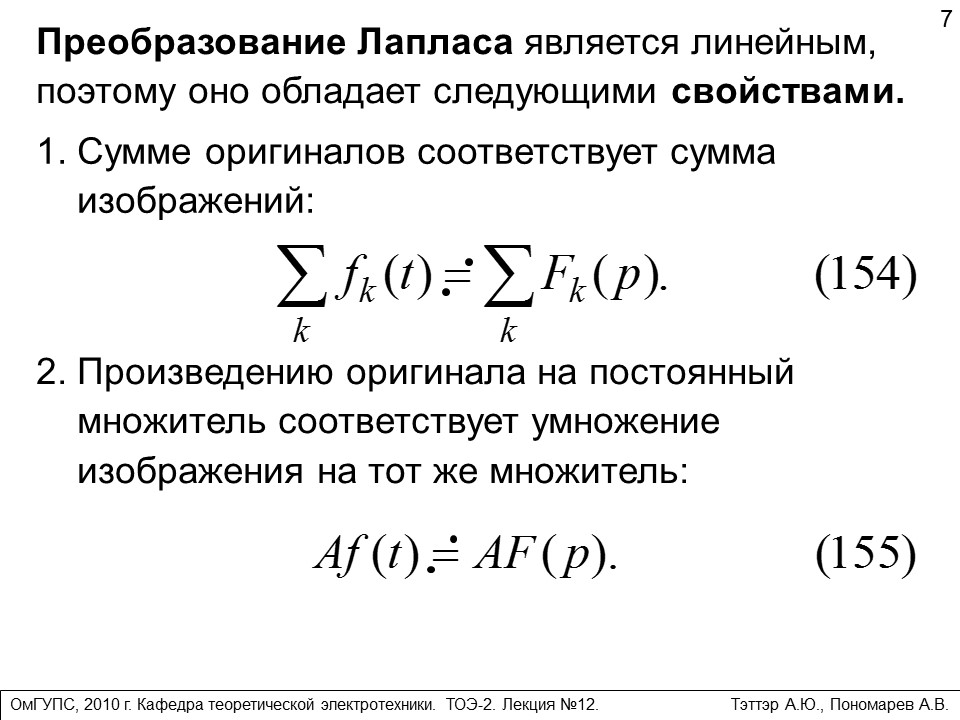 7
Преобразование Лапласа является линейным,
поэтому оно обладает следующими свойствами.
1. Сумме оригиналов соответствует сумма
изображений:
∑ₖ fₖ(t) ≓ ∑ₖ Fₖ(p). (154)
2. Произведению оригинала на постоянный
множитель соответствует умножение
изображения на тот же множитель:
Af(t) ≓ AF(p). (155)
ОмГУПС, 2010 г. Кафедра теоретической электротехники. ТОЭ-2. Лекция №12. Тэттэр А.Ю., Пономарев А.В.